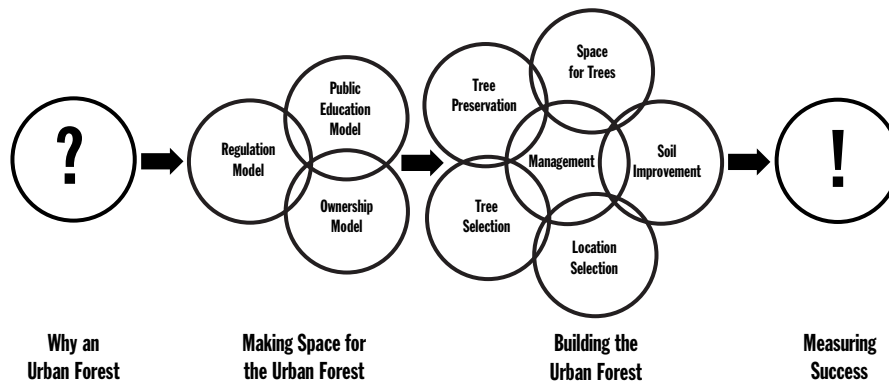 ?
Regulation
Model
Public
Education
Model
Ownership
Model
Tree
Preservation
Space
for Trees
Management
Soil
Improvement
Tree
Selection
Location
Selection
!
Why an
Urban Forest
Making Space for
the Urban Forest
Building the
Urban Forest
Measuring
Success